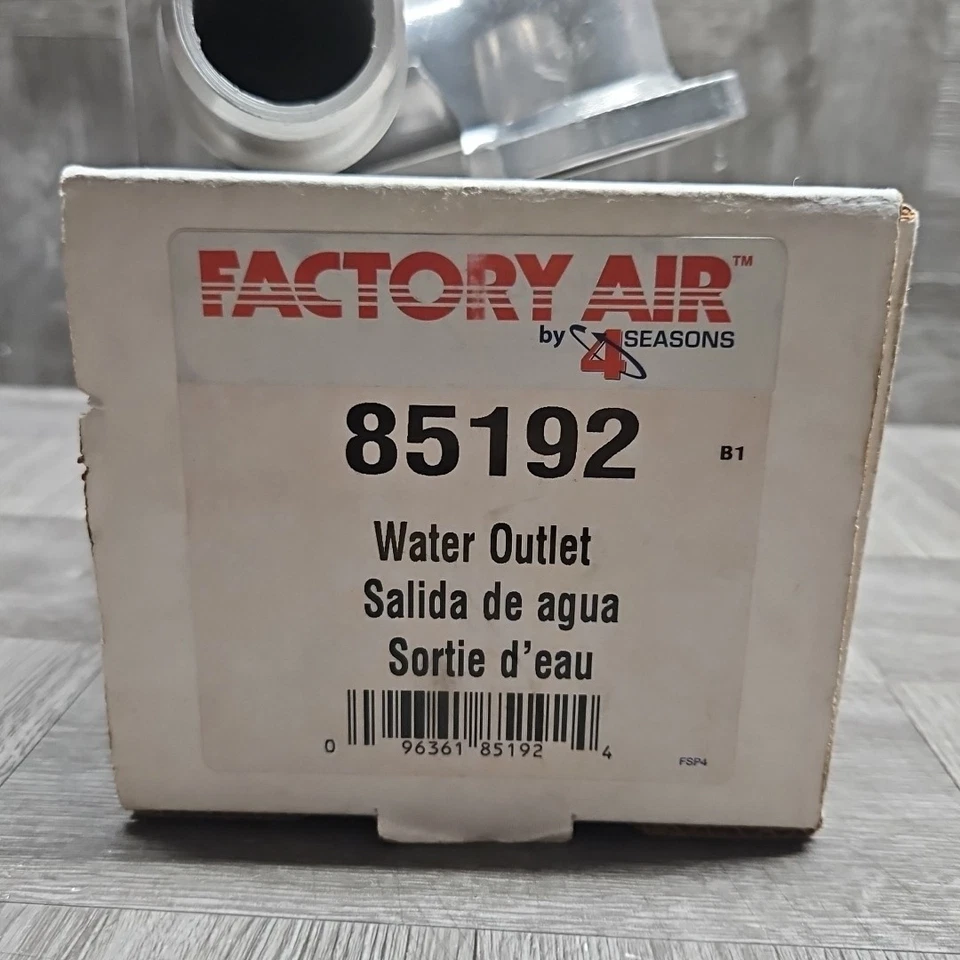 FACTORY AIR™
by 4 SEASONS
85192
B1
Water Outlet
Salida de agua
Sortie d'eau
0 96361 85192 4
FSP4